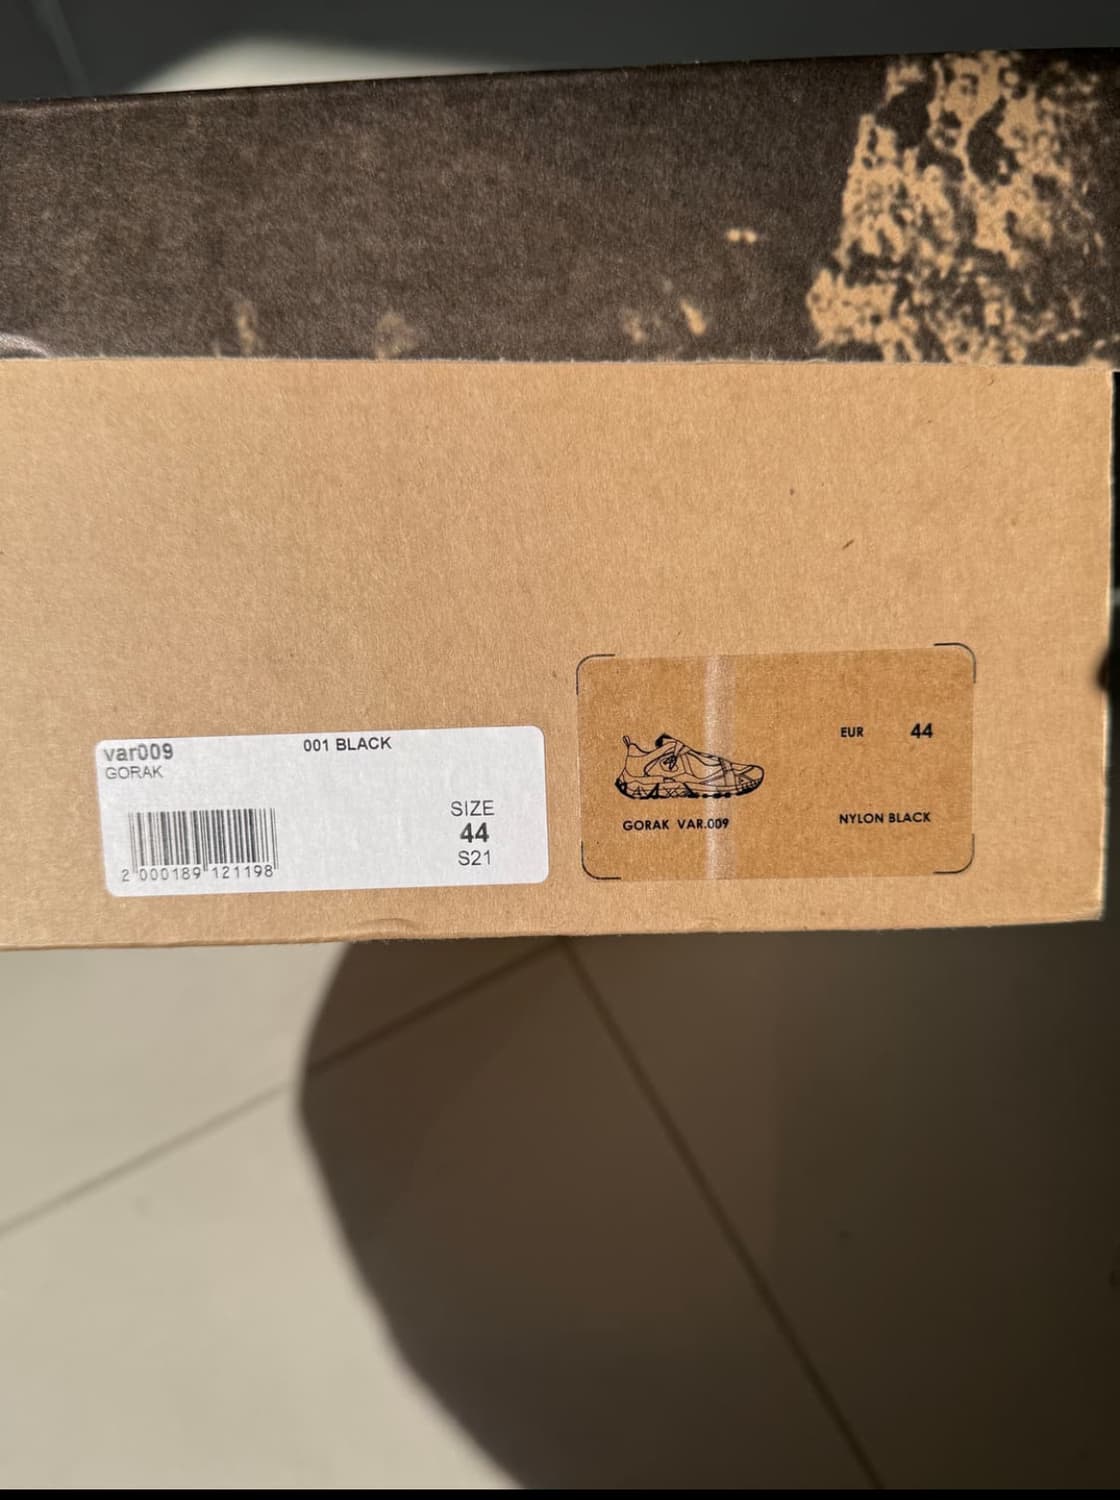 var009
001 BLACK
GORAK
SIZE
44
S21
2 000189 121198
EUR 44
GORAK VAR.009
NYLON BLACK